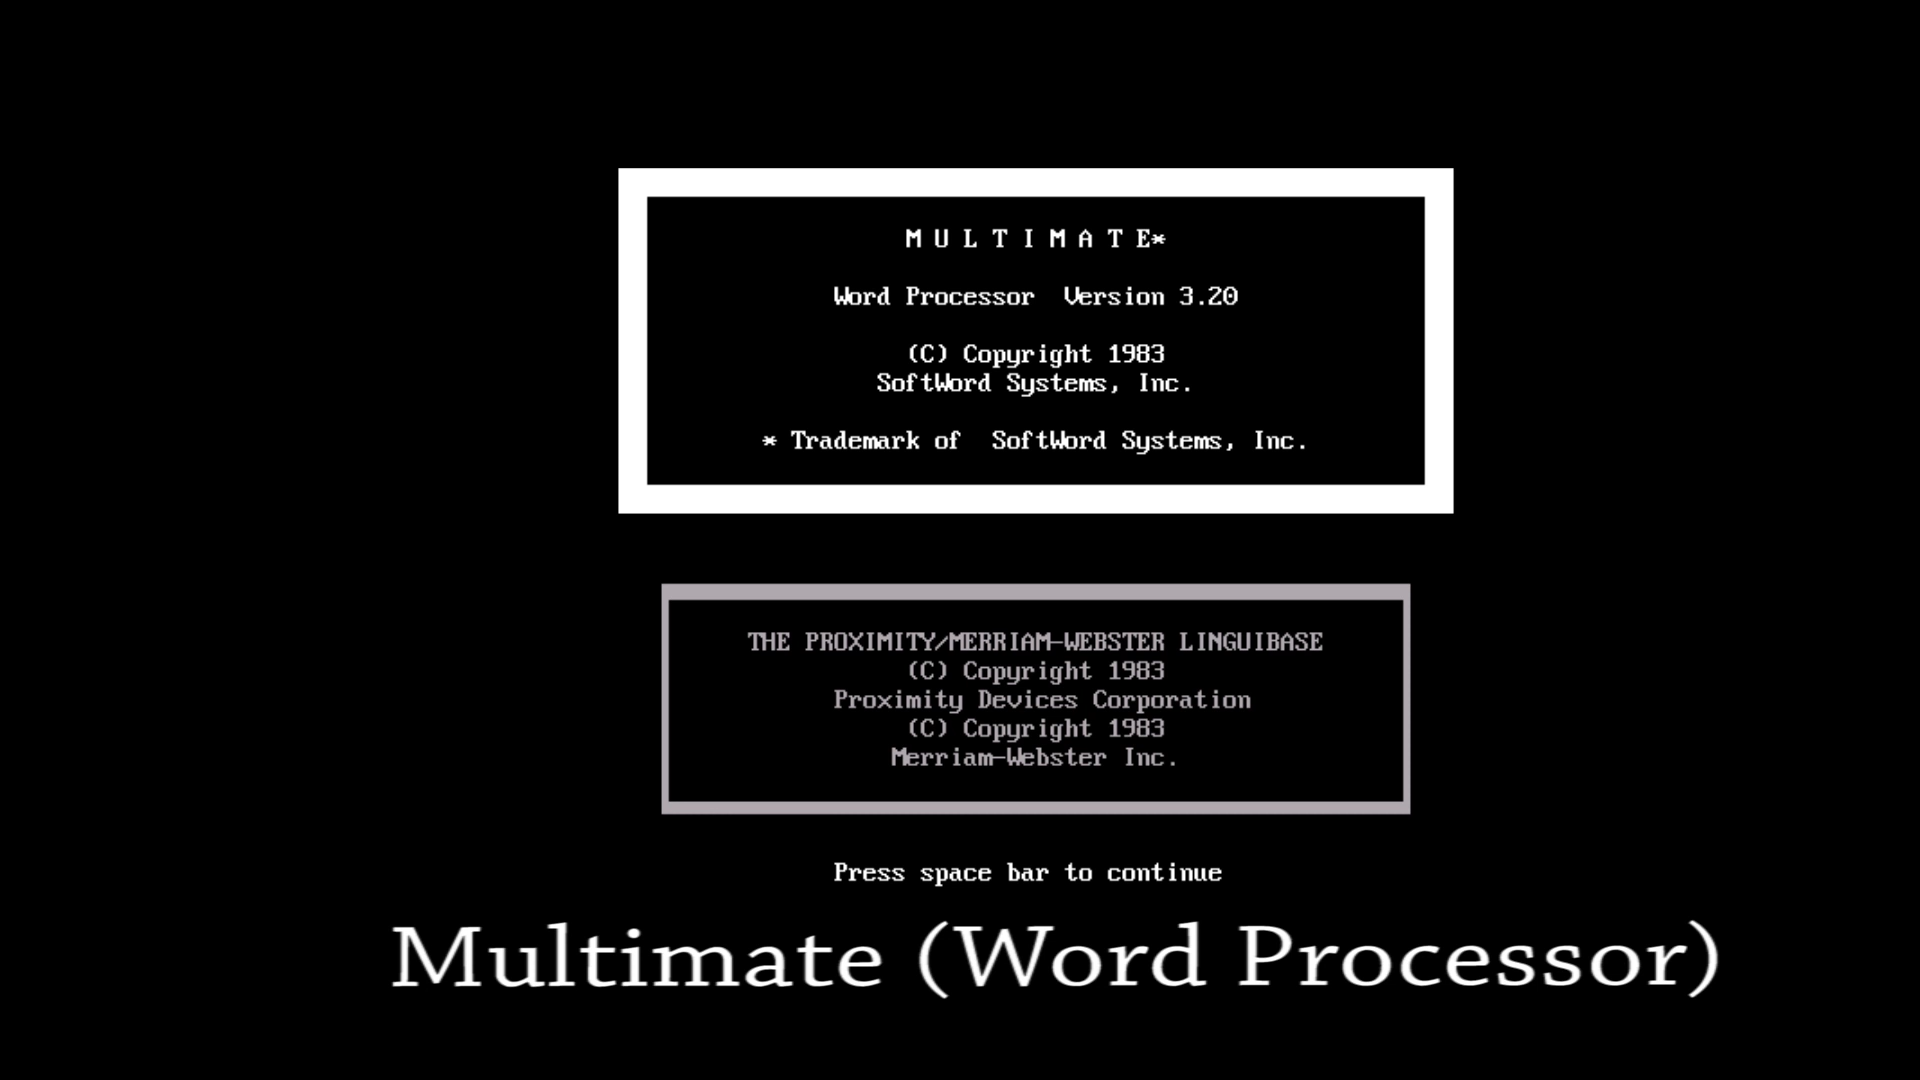 M U L T I M A T E*
Word Processor  Version 3.20
(C) Copyright 1983
SoftWord Systems, Inc.
* Trademark of  SoftWord Systems, Inc.
THE PROXIMITY/MERRIAM-WEBSTER LINGUIBASE
(C) Copyright 1983
Proximity Devices Corporation
(C) Copyright 1983
Merriam-Webster Inc.
Press space bar to continue
Multimate (Word Processor)